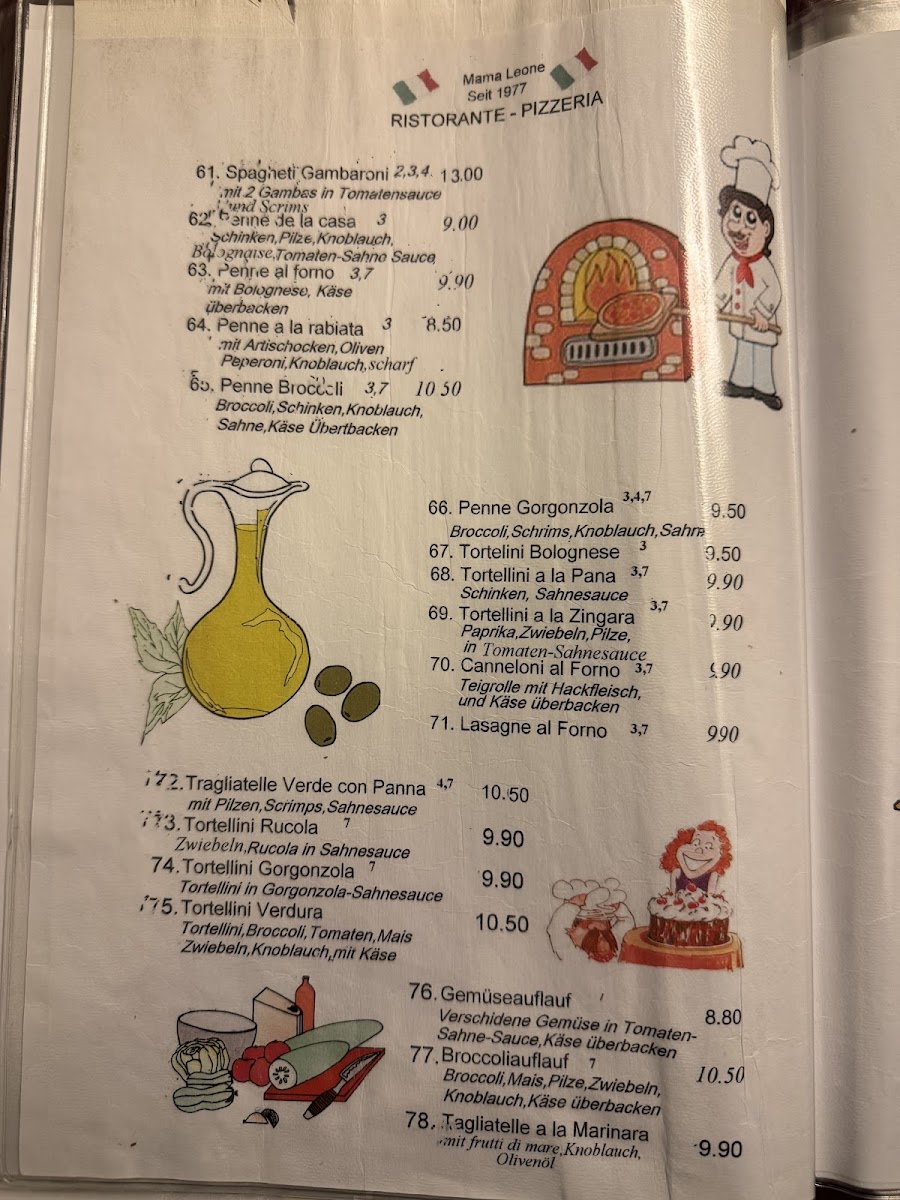 Mama Leone
Seit 1977
RISTORANTE - PIZZERIA
61. Spagheti Gambaroni 2,3,4. 13.00
mit 2 Gambas in Tomatensauce
und Scrims
62. Penne de la casa 3 9.00
Schinken,Pilze,Knoblauch,
Bolognaise,Tomaten-Sahne Sauce
63. Penne al forno 3,7 9.90
mit Bolognese, Käse
überbacken
64. Penne a la rabiata 3 8.50
mit Artischocken,Oliven
Peperoni,Knoblauch,scharf
65. Penne Broccoli 3,7 10.50
Broccoli,Schinken,Knoblauch,
Sahne,Käse Übertbacken
66. Penne Gorgonzola 3,4,7 9.50
Broccoli,Schrims,Knoblauch,Sahne
67. Tortelini Bolognese 3 9.50
68. Tortellini a la Pana 3,7 9.90
Schinken, Sahnesauce
69. Tortellini a la Zingara 3,7 9.90
Paprika,Zwiebeln,Pilze,
in Tomaten-Sahnesauce
70. Canneloni al Forno 3,7 9.90
Teigrolle mit Hackfleisch,
und Käse überbacken
71. Lasagne al Forno 3,7 990
72. Tragliatelle Verde con Panna 4,7 10.50
mit Pilzen,Scrimps,Sahnesauce
73. Tortellini Rucola 7 9.90
Zwiebeln,Rucola in Sahnesauce
74. Tortellini Gorgonzola 7 9.90
Tortellini in Gorgonzola-Sahnesauce
75. Tortellini Verdura 10.50
Tortellini,Broccoli,Tomaten,Mais
Zwiebeln,Knoblauch,mit Käse
76. Gemüseauflauf 8.80
Verschidene Gemüse in Tomaten-
Sahne-Sauce,Käse überbacken
77. Broccoliauflauf 7 10.50
Broccoli,Mais,Pilze,Zwiebeln,
Knoblauch,Käse überbacken
78. Tagliatelle a la Marinara 9.90
mit frutti di mare,Knoblauch,
Olivenöl